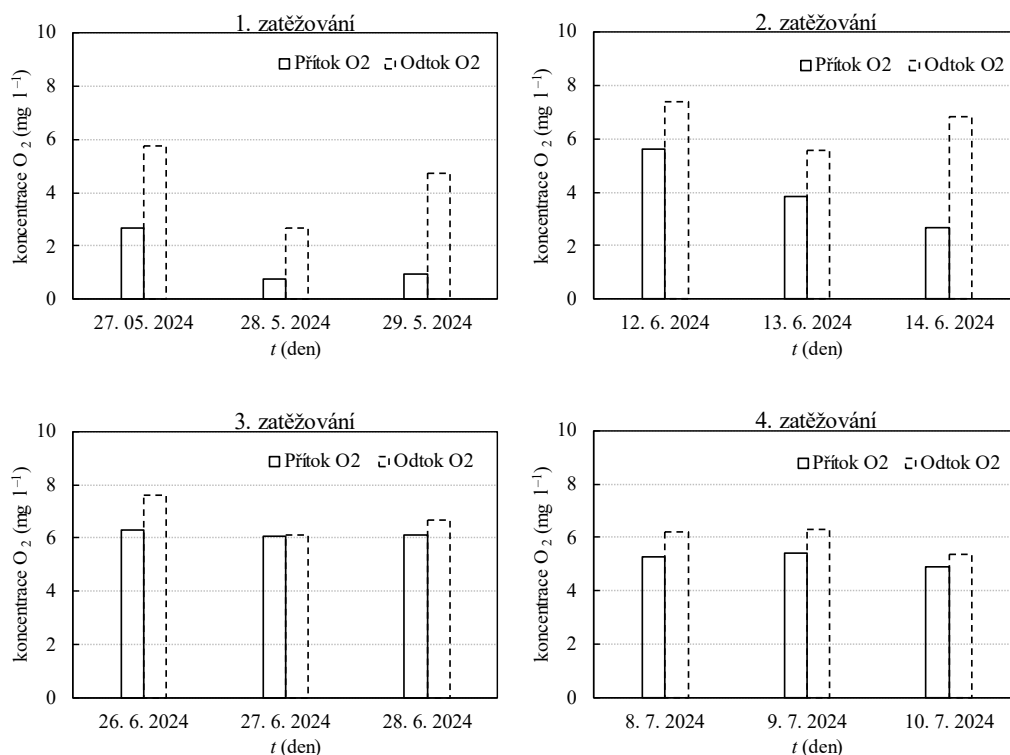 1. zatěžování
Přítok O2 Odtok O2
koncentrace O₂ (mg l⁻¹)
10
8
6
4
2
0
27. 05. 2024 28. 5. 2024 29. 5. 2024
t (den)
2. zatěžování
Přítok O2 Odtok O2
koncentrace O₂ (mg l⁻¹)
10
8
6
4
2
0
12. 6. 2024 13. 6. 2024 14. 6. 2024
t (den)
3. zatěžování
Přítok O2 Odtok O2
koncentrace O₂ (mg l⁻¹)
10
8
6
4
2
0
26. 6. 2024 27. 6. 2024 28. 6. 2024
t (den)
4. zatěžování
Přítok O2 Odtok O2
koncentrace O₂ (mg l⁻¹)
10
8
6
4
2
0
8. 7. 2024 9. 7. 2024 10. 7. 2024
t (den)